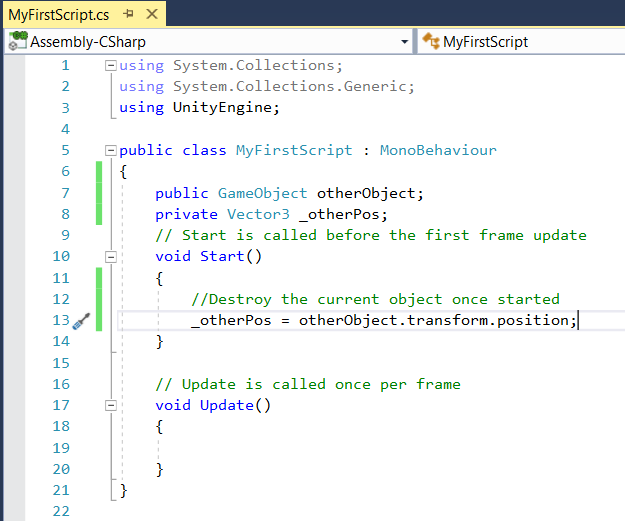 MyFirstScript.cs
Assembly-CSharp MyFirstScript
1 using System.Collections;
2 using System.Collections.Generic;
3 using UnityEngine;
4
5 public class MyFirstScript : MonoBehaviour
6 {
7 public GameObject otherObject;
8 private Vector3 _otherPos;
9 // Start is called before the first frame update
10 void Start()
11 {
12 //Destroy the current object once started
13 _otherPos = otherObject.transform.position;
14 }
15
16 // Update is called once per frame
17 void Update()
18 {
19
20 }
21 }
22